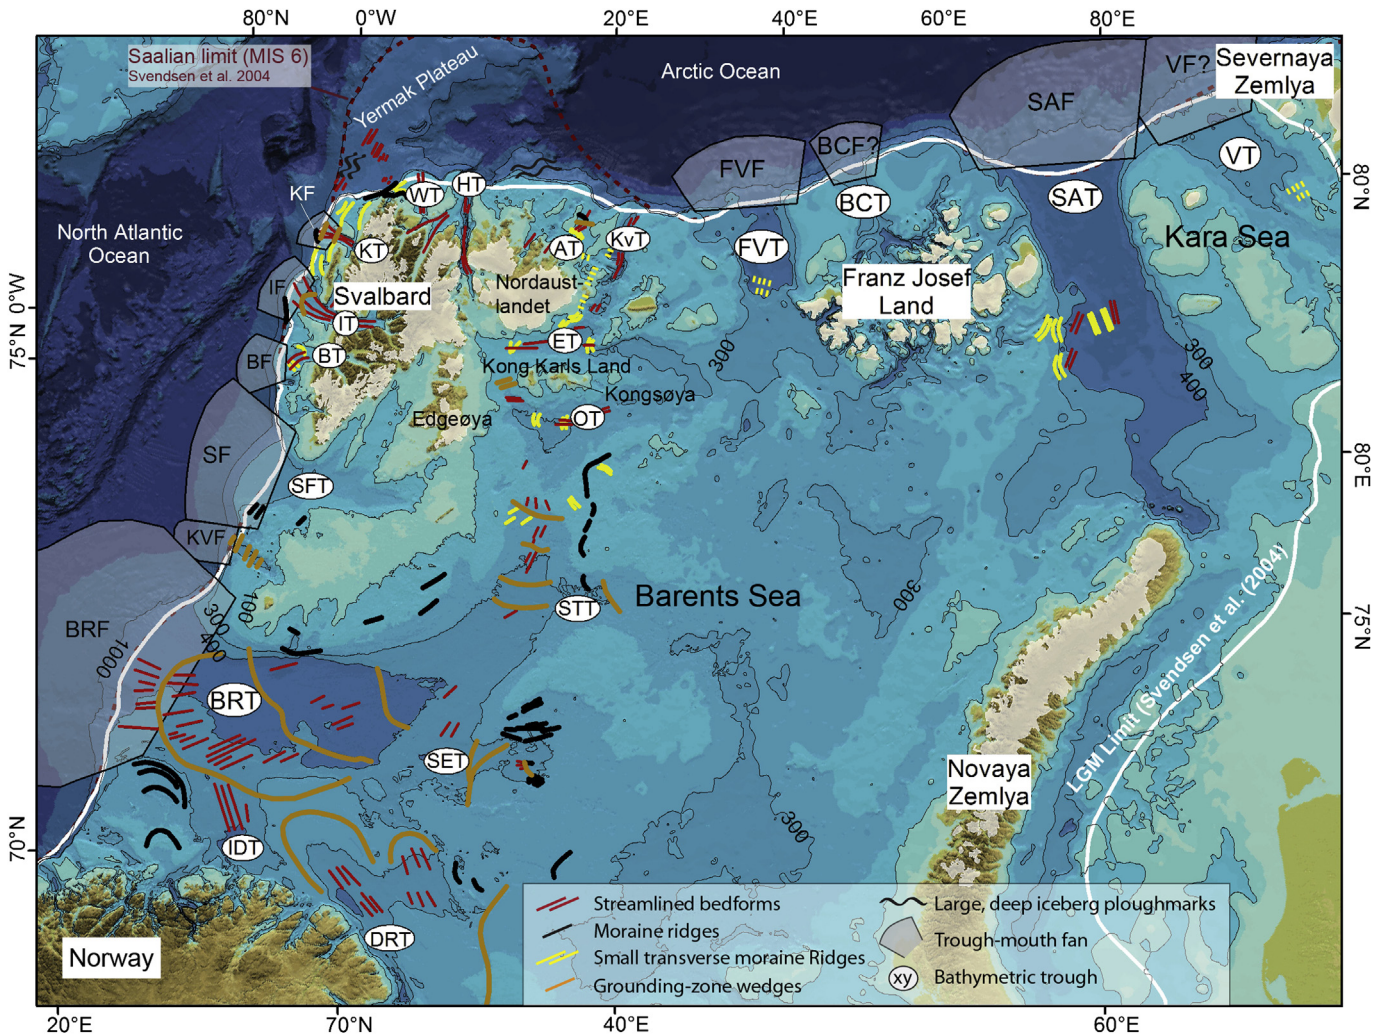 80°N
0°W
20°E
40°E
60°E
80°E
Saalian limit (MIS 6)
Svendsen et al. 2004
Yermak Plateau
Arctic Ocean
SAF
VF?
Severnaya
Zemlya
FVF
BCF?
VT
80°N
KF
WT
HT
BCT
SAT
North Atlantic
Ocean
KT
AT
KvT
FVT
Kara Sea
IF
Svalbard
Nordaust-
landet
Franz Josef
Land
0°W
75°N
IT
BF
BT
ET
300
300
400
Kong Karls Land
Kongsøya
Edgeøya
OT
SF
SFT
80°E
KVF
300
100
300
400
STT
Barents Sea
75°N
BRF
1000
BRT
LGM Limit (Svendsen et al. (2004)
SET
Novaya
Zemlya
300
70°N
IDT
DRT
Norway
Streamlined bedforms
Moraine ridges
Small transverse moraine Ridges
Grounding-zone wedges
Large, deep iceberg ploughmarks
Trough-mouth fan
xy
Bathymetric trough
20°E
70°N
40°E
60°E